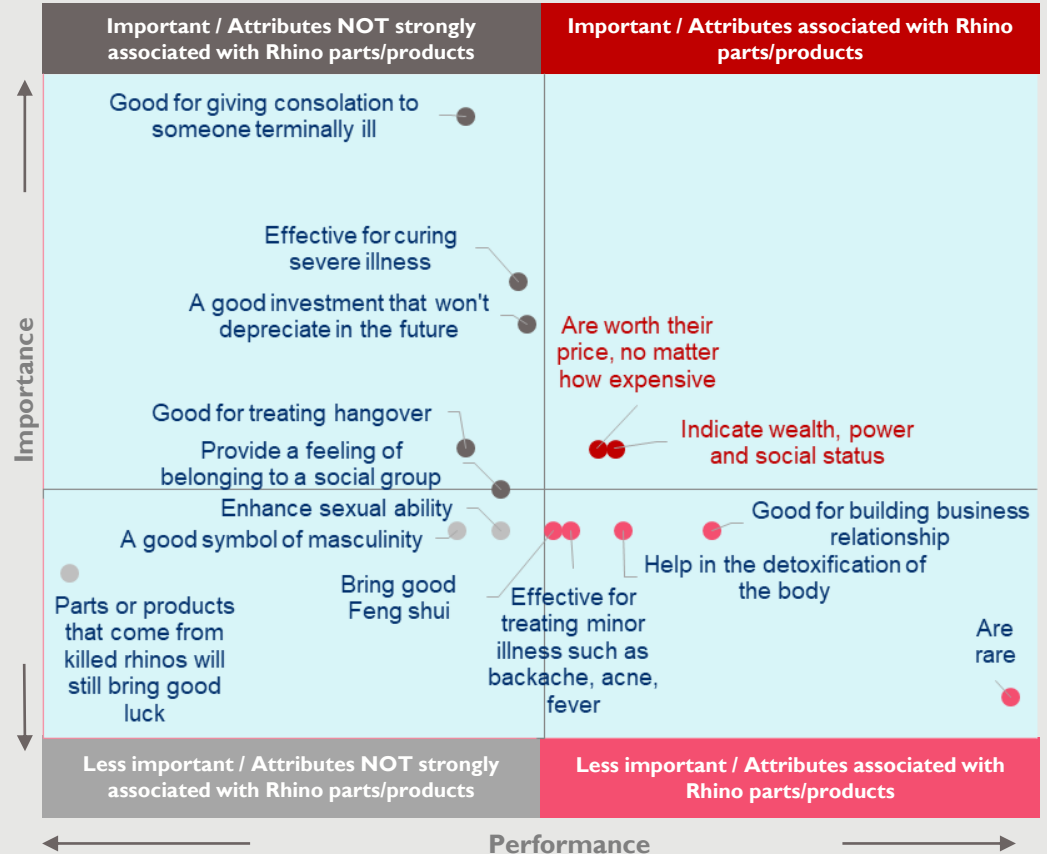 Important / Attributes NOT strongly
associated with Rhino parts/products
Important / Attributes associated with Rhino
parts/products
Importance
Good for giving consolation to
someone terminally ill
Effective for curing
severe illness
A good investment that won't
depreciate in the future
Are worth their
price, no matter
how expensive
Good for treating hangover
Indicate wealth, power
and social status
Provide a feeling of
belonging to a social group
Enhance sexual ability
A good symbol of masculinity
Good for building business
relationship
Help in the detoxification of
the body
Bring good
Feng shui
Effective for
treating minor
illness such as
backache, acne,
fever
Parts or products
that come from
killed rhinos will
still bring good
luck
Are
rare
Less important / Attributes NOT strongly
associated with Rhino parts/products
Less important / Attributes associated with
Rhino parts/products
Performance